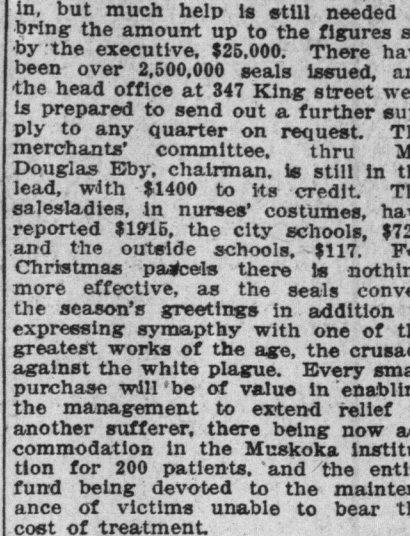 in, but much help is still needed
bring the amount up to the figures s
by the executive, $25,000. There hav
been over 2,500,000 seals issued, an
the head office at 347 King street we
is prepared to send out a further sup
ply to any quarter on request. Th
merchants' committee, thru M
Douglas Eby, chairman, is still in th
lead, with $1400 to its credit. Th
salesladies, in nurses' costumes, hav
reported $1915, the city schools, $72
and the outside schools, $117. Fo
Christmas parcels there is nothin
more effective, as the seals conve
the season's greetings in addition
expressing symapthy with one of th
greatest works of the age, the crusad
against the white plague. Every sma
purchase will be of value in enablin
the management to extend relief
another sufferer, there being now a
commodation in the Muskoka institu
tion for 200 patients, and the enti
fund being devoted to the mainten
ance of victims unable to bear th
cost of treatment.